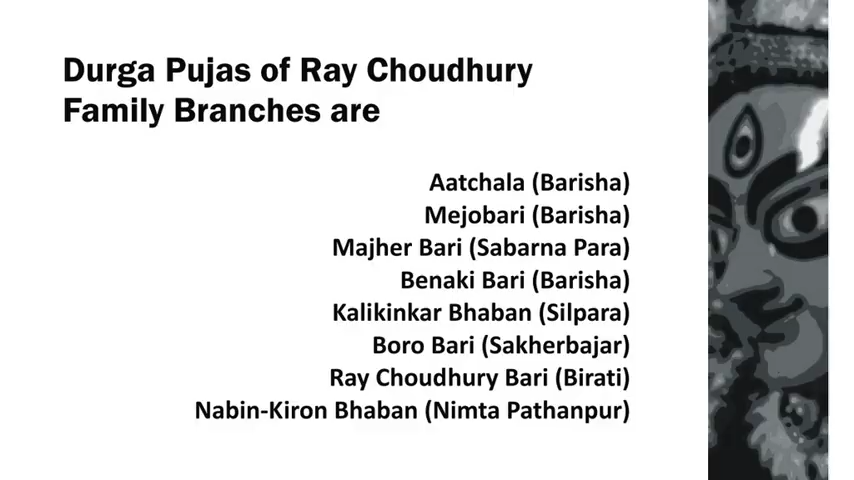 Durga Pujas of Ray Choudhury
Family Branches are
Aatchala (Barisha)
Mejobari (Barisha)
Majher Bari (Sabarna Para)
Benaki Bari (Barisha)
Kalikinkar Bhaban (Silpara)
Boro Bari (Sakherbajar)
Ray Choudhury Bari (Birati)
Nabin-Kiron Bhaban (Nimta Pathanpur)